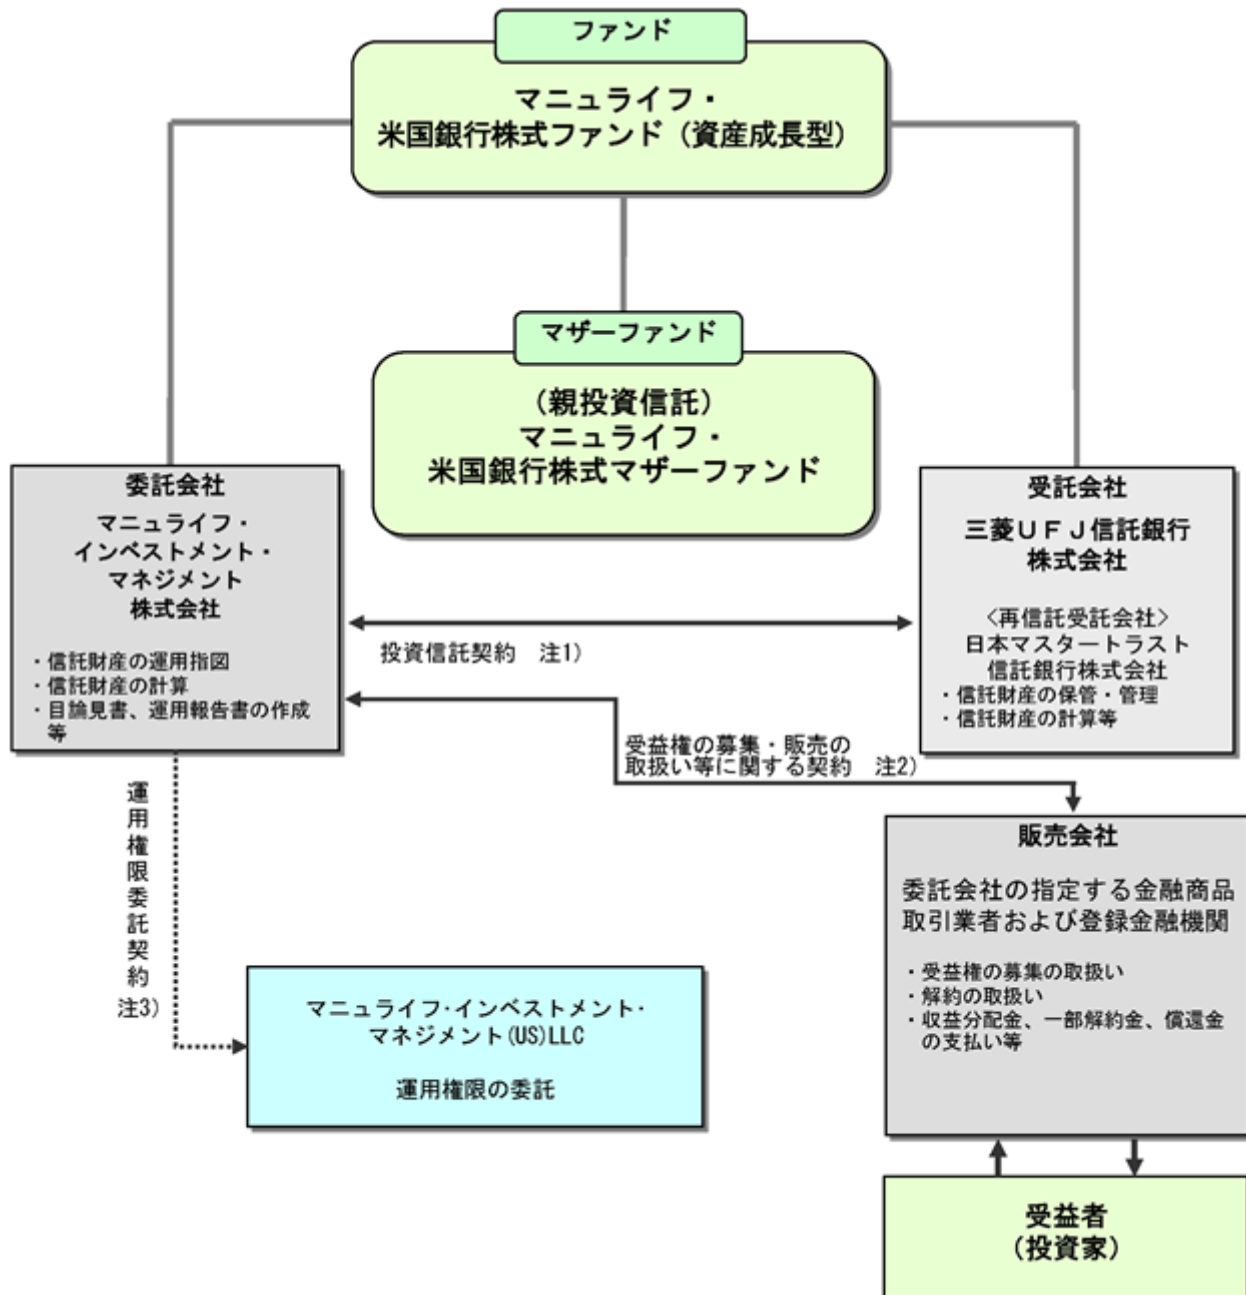 ファンド
マニュライフ・
米国銀行株式ファンド（資産成長型）
マザーファンド
（親投資信託）
マニュライフ・
米国銀行株式マザーファンド
委託会社
マニュライフ・
インベストメント・
マネジメント
株式会社
・信託財産の運用指図
・信託財産の計算
・目論見書、運用報告書の作成
等
受託会社
三菱ＵＦＪ信託銀行
株式会社
〈再信託受託会社〉
日本マスタートラスト
信託銀行株式会社
・信託財産の保管・管理
・信託財産の計算等
投資信託契約　注1）
受益権の募集・販売の
取扱い等に関する契約　注2）
運用権限委託契約
注3）
マニュライフ・インベストメント・
マネジメント(US)LLC
運用権限の委託
販売会社
委託会社の指定する金融商品
取引業者および登録金融機関
・受益権の募集の取扱い
・解約の取扱い
・収益分配金、一部解約金、償還金
の支払い等
受益者
（投資家）